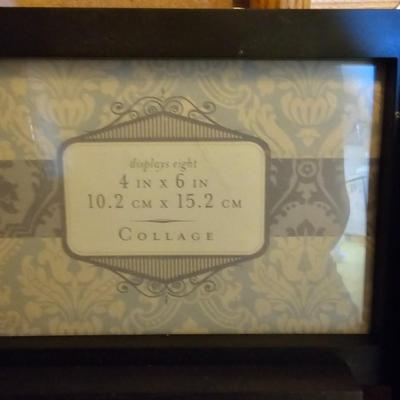 displays eight
4 IN X 6 IN
10.2 CM X 15.2 CM
COLLAGE